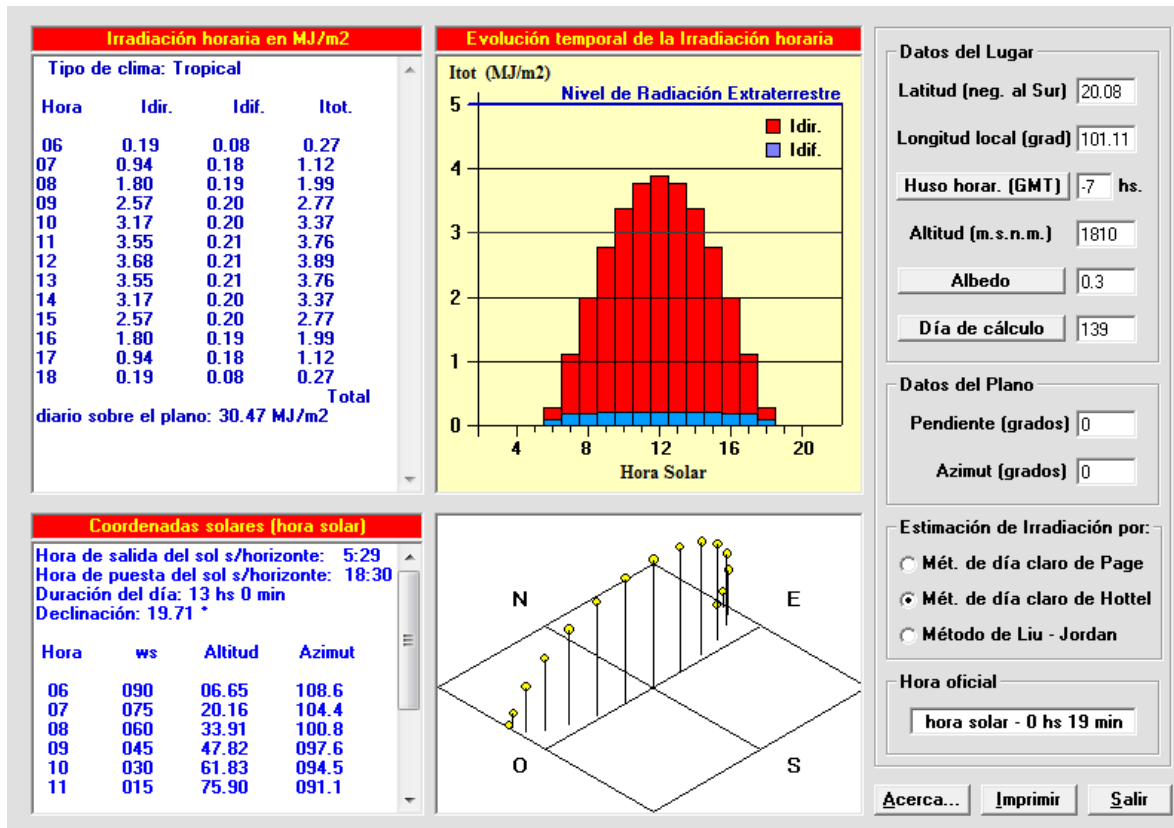 Irradiación horaria en MJ/m2
Tipo de clima: Tropical
Hora Idir. Idif. Itot.
06 0.19 0.08 0.27
07 0.94 0.18 1.12
08 1.80 0.19 1.99
09 2.57 0.20 2.77
10 3.17 0.20 3.37
11 3.55 0.21 3.76
12 3.68 0.21 3.89
13 3.55 0.21 3.76
14 3.17 0.20 3.37
15 2.57 0.20 2.77
16 1.80 0.19 1.99
17 0.94 0.18 1.12
18 0.19 0.08 0.27
Total
diario sobre el plano: 30.47 MJ/m2
Evolución temporal de la Irradiación horaria
Itot (MJ/m2)
Nivel de Radiación Extraterrestre
5
Idir.
Idif.
4
3
2
1
0
4 8 12 16 20
Hora Solar
Datos del Lugar
Latitud (neg. al Sur) 20.08
Longitud local (grad) 101.11
Huso horar. (GMT) -7 hs.
Altitud (m.s.n.m.) 1810
Albedo 0.3
Día de cálculo 139
Datos del Plano
Pendiente (grados) 0
Azimut (grados) 0
Coordenadas solares (hora solar)
Hora de salida del sol s/horizonte: 5:29
Hora de puesta del sol s/horizonte: 18:30
Duración del día: 13 hs 0 min
Declinación: 19.71 °
Hora ws Altitud Azimut
06 090 06.65 108.6
07 075 20.16 104.4
08 060 33.91 100.8
09 045 47.82 097.6
10 030 61.83 094.5
11 015 75.90 091.1
N E
O S
Estimación de Irradiación por:
Mét. de día claro de Page
Mét. de día claro de Hottel
Método de Liu - Jordan
Hora oficial
hora solar - 0 hs 19 min
Acerca... Imprimir Salir